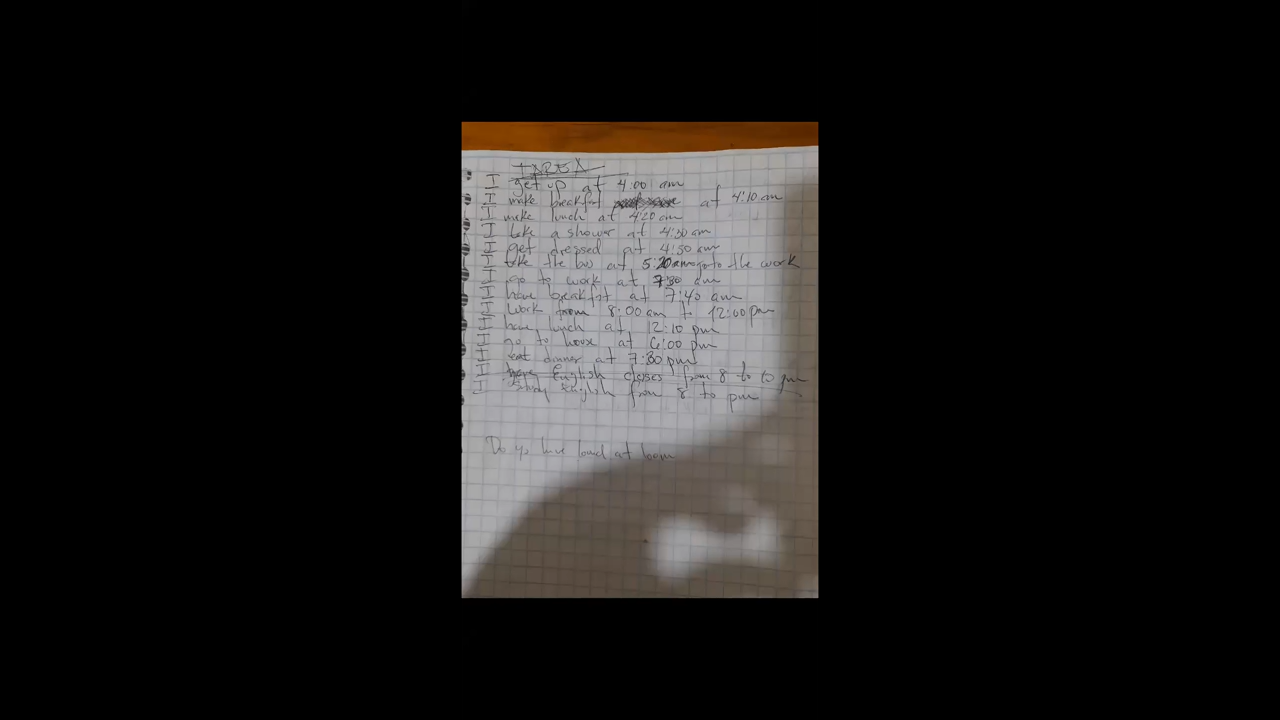 I get up at 4:00 am
I make breakfast at 4:10 am
I make lunch at 4:20 am
I take a shower at 4:30 am
I get dressed at 4:50 am
I take the bus at 5:20 am go to the work
I go to work at 7:30 am
I have breakfast at 7:40 am
I work from 8:00 am to 12:00 pm
I have lunch at 12:10 pm
I go to house at 6:00 pm
I eat dinner at 7:30 pm
I have English clases from 8 to 10 pm
I Study English from 8 to pm
Do yo have at